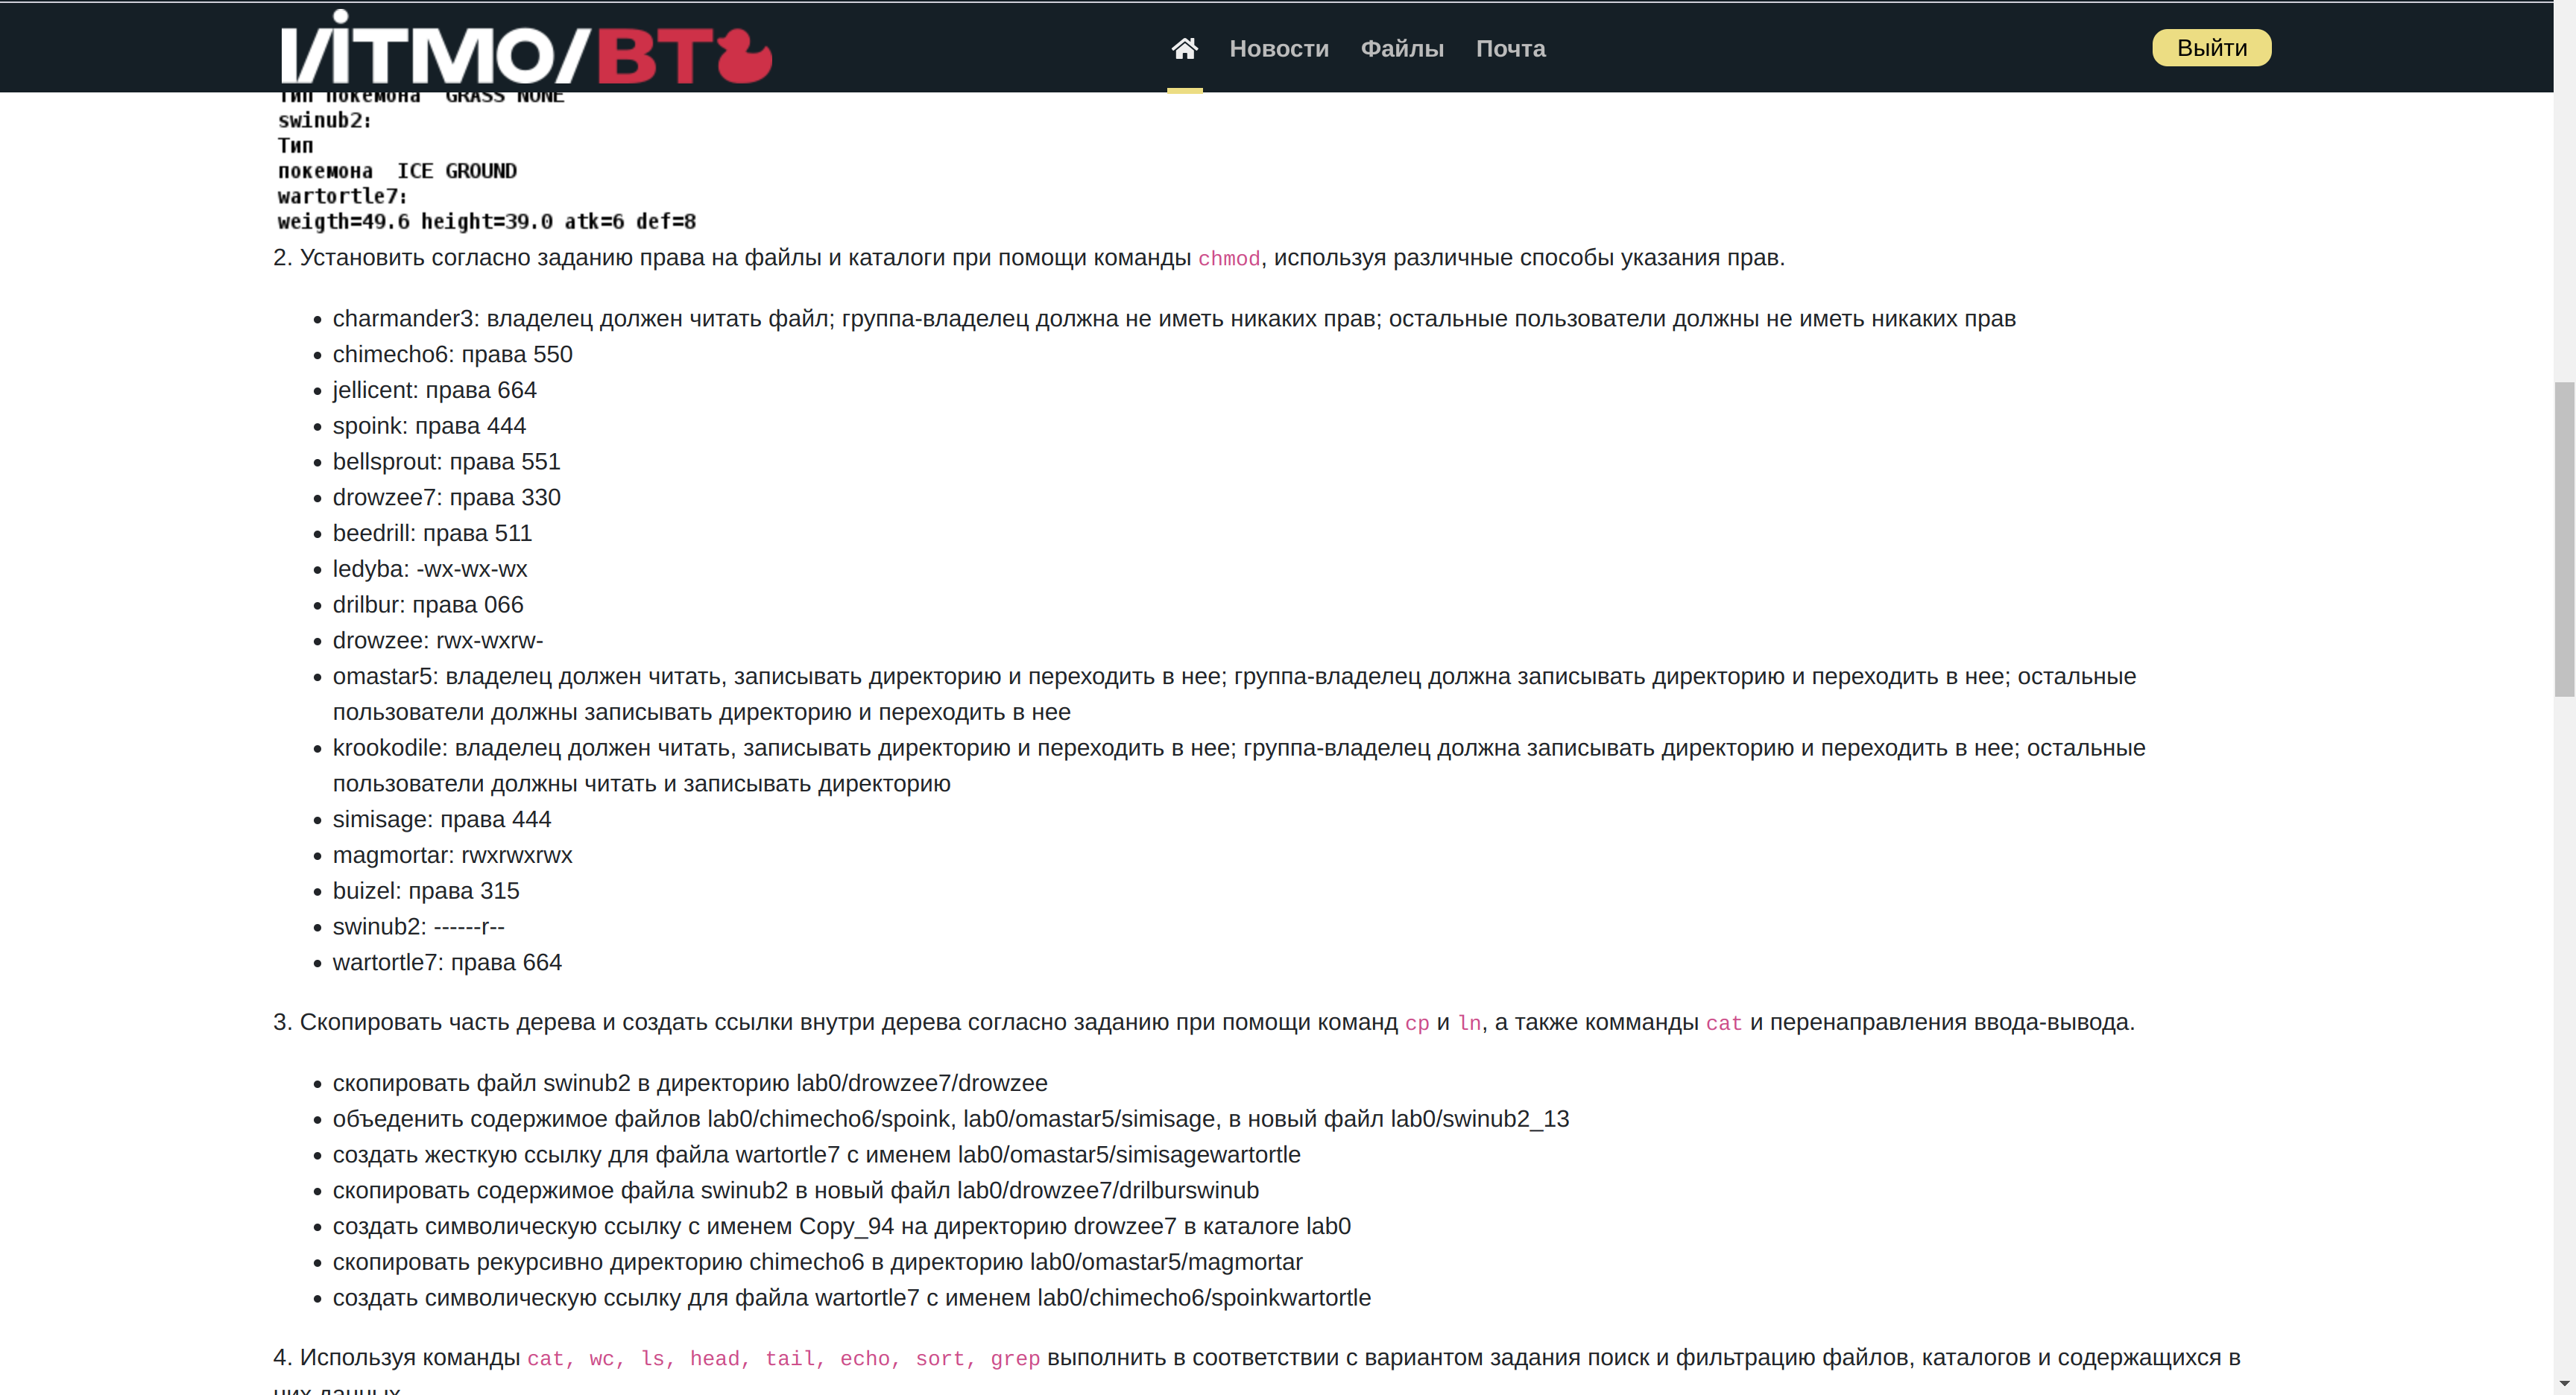 ИТМО/ВТ
Новости Файлы Почта
Выйти
Тип покемона GRASS NONE
swinub2:
Тип
покемона ICE GROUND
wartortle7:
weigth=49.6 height=39.0 atk=6 def=8
2. Установить согласно заданию права на файлы и каталоги при помощи команды chmod, используя различные способы указания прав.
• charmander3: владелец должен читать файл; группа-владелец должна не иметь никаких прав; остальные пользователи должны не иметь никаких прав
• chimecho6: права 550
• jellicent: права 664
• spoink: права 444
• bellsprout: права 551
• drowzee7: права 330
• beedrill: права 511
• ledyba: -wx-wx-wx
• drilbur: права 066
• drowzee: rwx-wxrw-
• omastar5: владелец должен читать, записывать директорию и переходить в нее; группа-владелец должна записывать директорию и переходить в нее; остальные
пользователи должны записывать директорию и переходить в нее
• krookodile: владелец должен читать, записывать директорию и переходить в нее; группа-владелец должна записывать директорию и переходить в нее; остальные
пользователи должны читать и записывать директорию
• simisage: права 444
• magmortar: rwxrwxrwx
• buizel: права 315
• swinub2: ------r--
• wartortle7: права 664
3. Скопировать часть дерева и создать ссылки внутри дерева согласно заданию при помощи команд cp и ln, а также комманды cat и перенаправления ввода-вывода.
• скопировать файл swinub2 в директорию lab0/drowzee7/drowzee
• объеденить содержимое файлов lab0/chimecho6/spoink, lab0/omastar5/simisage, в новый файл lab0/swinub2_13
• создать жесткую ссылку для файла wartortle7 с именем lab0/omastar5/simisagewartortle
• скопировать содержимое файла swinub2 в новый файл lab0/drowzee7/drilburswinub
• создать символическую ссылку с именем Copy_94 на директорию drowzee7 в каталоге lab0
• скопировать рекурсивно директорию chimecho6 в директорию lab0/omastar5/magmortar
• создать символическую ссылку для файла wartortle7 с именем lab0/chimecho6/spoinkwartortle
4. Используя команды cat, wc, ls, head, tail, echo, sort, grep выполнить в соответствии с вариантом задания поиск и фильтрацию файлов, каталогов и содержащихся в
них данных.